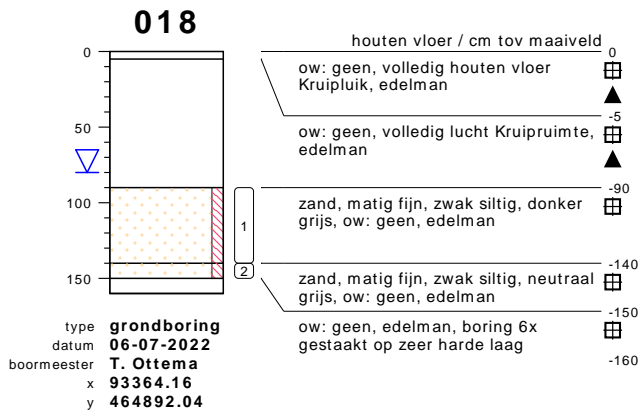 018
houten vloer / cm tov maaiveld
0
0
ow: geen, volledig houten vloer
Kruipluik, edelman
-5
ow: geen, volledig lucht Kruipruimte,
edelman
50
-90
zand, matig fijn, zwak siltig, donker
grijs, ow: geen, edelman
100
1
-140
2
zand, matig fijn, zwak siltig, neutraal
grijs, ow: geen, edelman
150
-150
ow: geen, edelman, boring 6x
gestaakt op zeer harde laag
-160
type grondboring
datum 06-07-2022
boormeester T. Ottema
x 93364.16
y 464892.04